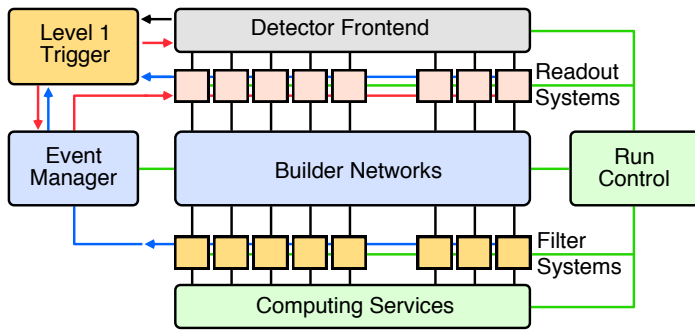 Level 1
Trigger
Detector Frontend
Readout
Systems
Event
Manager
Builder Networks
Run
Control
Filter
Systems
Computing Services